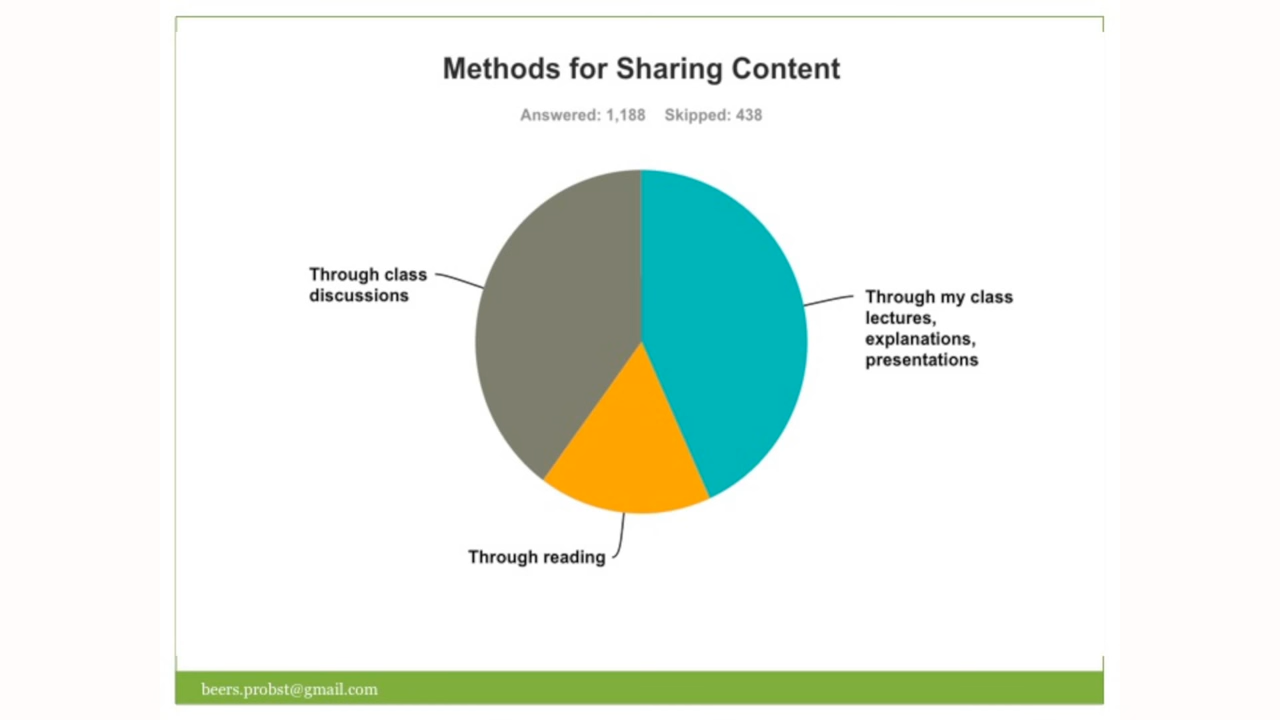 Methods for Sharing Content
Answered: 1,188 Skipped: 438
Through class
discussions
Through my class
lectures,
explanations,
presentations
Through reading
beers.probst@gmail.com